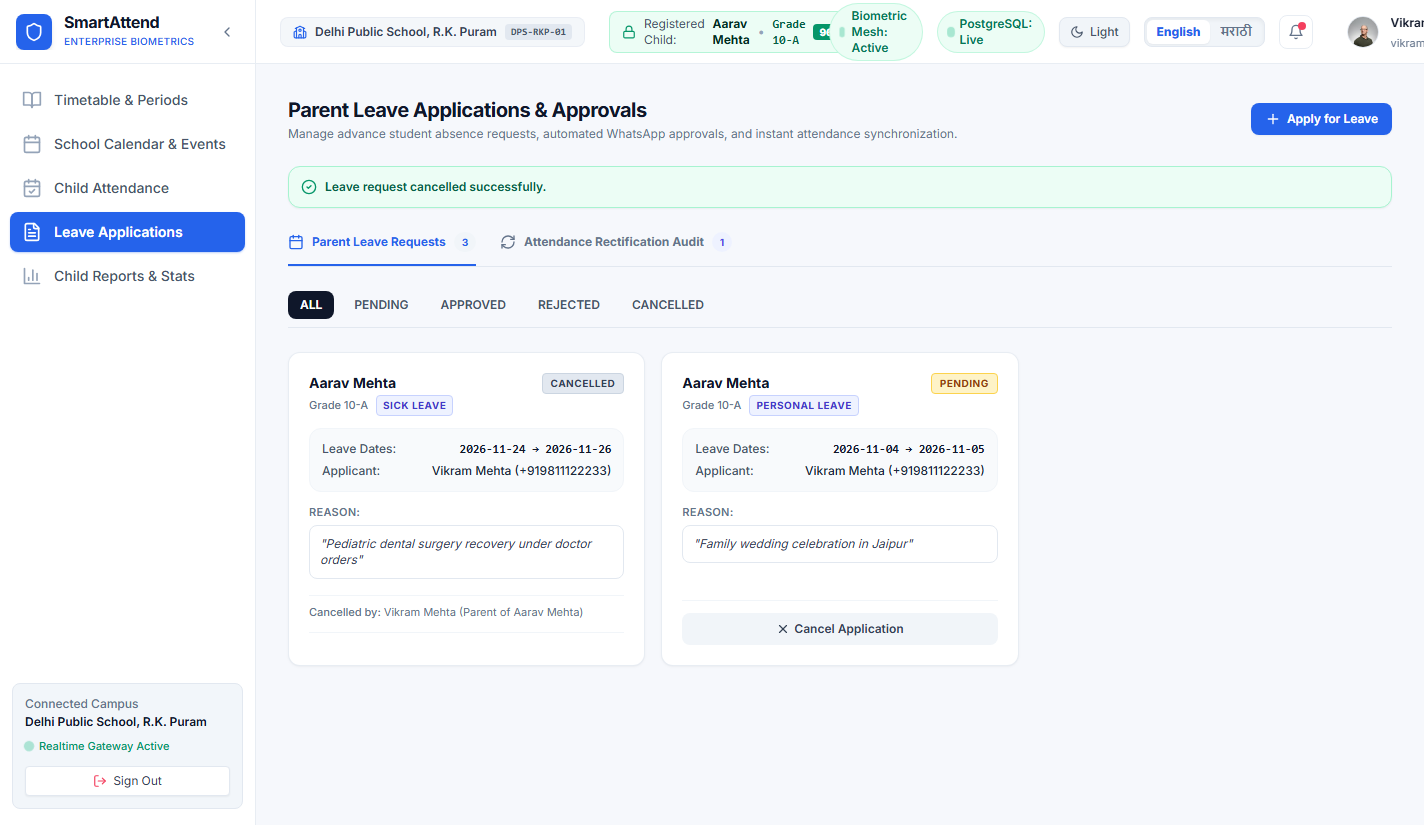 SmartAttend
ENTERPRISE BIOMETRICS
Timetable & Periods
School Calendar & Events
Child Attendance
Leave Applications
Child Reports & Stats
Connected Campus
Delhi Public School, R.K. Puram
Realtime Gateway Active
Sign Out
Delhi Public School, R.K. Puram DPS-RKP-01
Registered Child:
Aarav Mehta
•
Grade 10-A
Biometric Mesh: Active
PostgreSQL: Live
Light
English
मराठी
Parent Leave Applications & Approvals
Manage advance student absence requests, automated WhatsApp approvals, and instant attendance synchronization.
+ Apply for Leave
Leave request cancelled successfully.
Parent Leave Requests 3
Attendance Rectification Audit 1
ALL PENDING APPROVED REJECTED CANCELLED
Aarav Mehta CANCELLED
Grade 10-A SICK LEAVE
Leave Dates: 2026-11-24 → 2026-11-26
Applicant: Vikram Mehta (+919811122233)
REASON:
"Pediatric dental surgery recovery under doctor
orders"
Cancelled by: Vikram Mehta (Parent of Aarav Mehta)
Aarav Mehta PENDING
Grade 10-A PERSONAL LEAVE
Leave Dates: 2026-11-04 → 2026-11-05
Applicant: Vikram Mehta (+919811122233)
REASON:
"Family wedding celebration in Jaipur"
Cancel Application